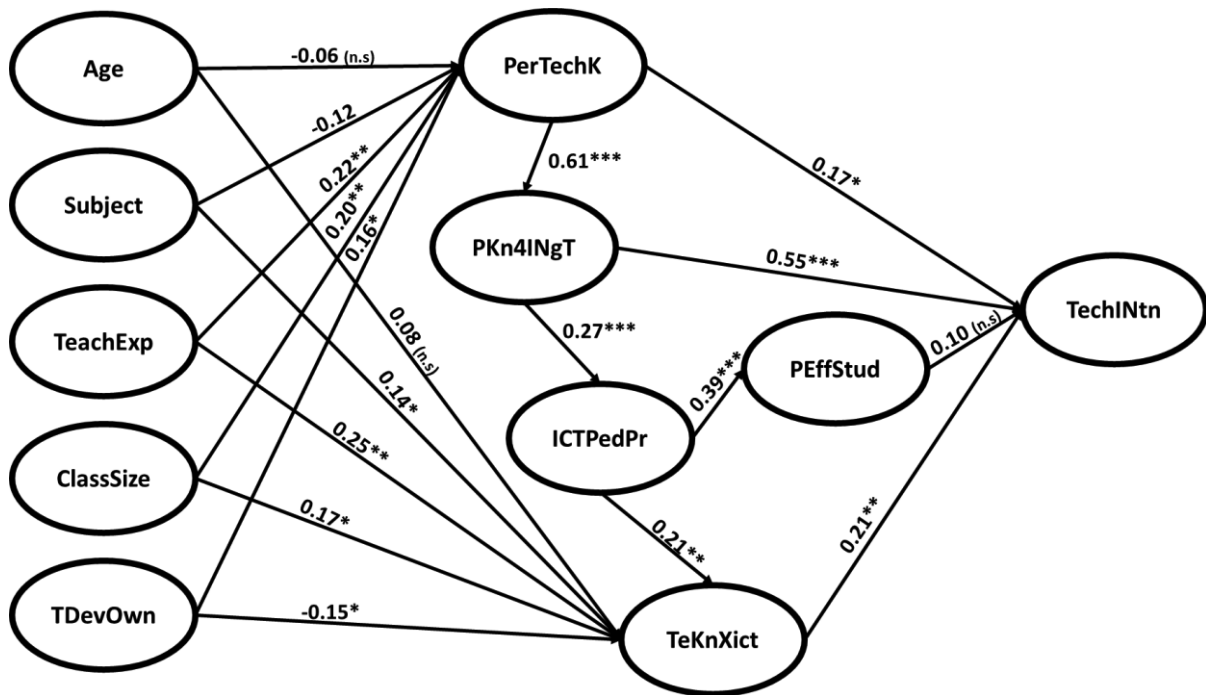 Age
-0.06 (n.s)
PerTechK
-0.12
0.22**
0.61***
0.17*
Subject
0.20**
0.16*
PKn4INgT
0.55***
TechINtn
TeachExp
0.08 (n.s)
0.27***
0.10 (n.s)
PEffStud
0.39***
0.14*
ICTPedPr
0.25**
ClassSize
0.17*
0.21**
0.21**
TDevOwn
-0.15*
TeKnXict